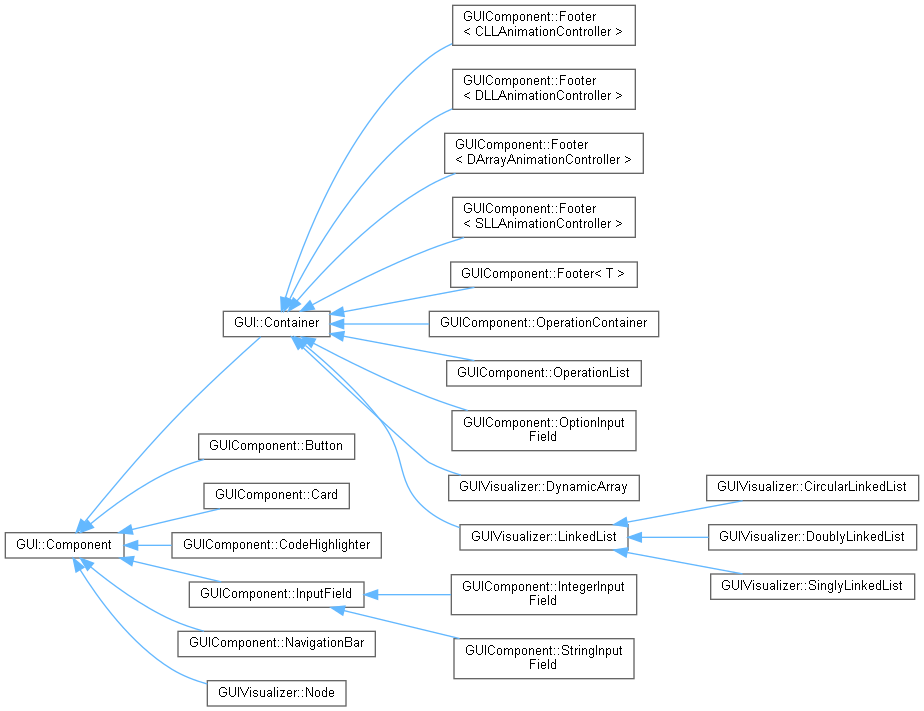 GUIComponent::Footer
< CLLAnimationController >
GUIComponent::Footer
< DLLAnimationController >
GUIComponent::Footer
< DArrayAnimationController >
GUIComponent::Footer
< SLLAnimationController >
GUIComponent::Footer< T >
GUI::Container
GUIComponent::OperationContainer
GUIComponent::OperationList
GUIComponent::OptionInput
Field
GUIComponent::Button
GUIVisualizer::DynamicArray
GUIVisualizer::CircularLinkedList
GUIComponent::Card
GUIVisualizer::LinkedList
GUIVisualizer::DoublyLinkedList
GUI::Component
GUIComponent::CodeHighlighter
GUIVisualizer::SinglyLinkedList
GUIComponent::InputField
GUIComponent::IntegerInput
Field
GUIComponent::NavigationBar
GUIComponent::StringInput
Field
GUIVisualizer::Node